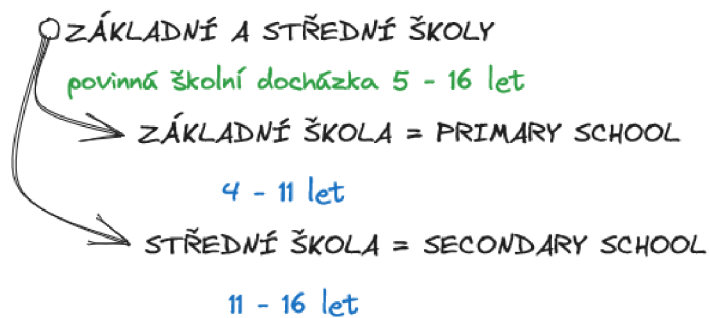 ZÁKLADNÍ A STŘEDNÍ ŠKOLY
povinná školní docházka 5 - 16 let
ZÁKLADNÍ ŠKOLA = PRIMARY SCHOOL
4 - 11 let
STŘEDNÍ ŠKOLA = SECONDARY SCHOOL
11 - 16 let